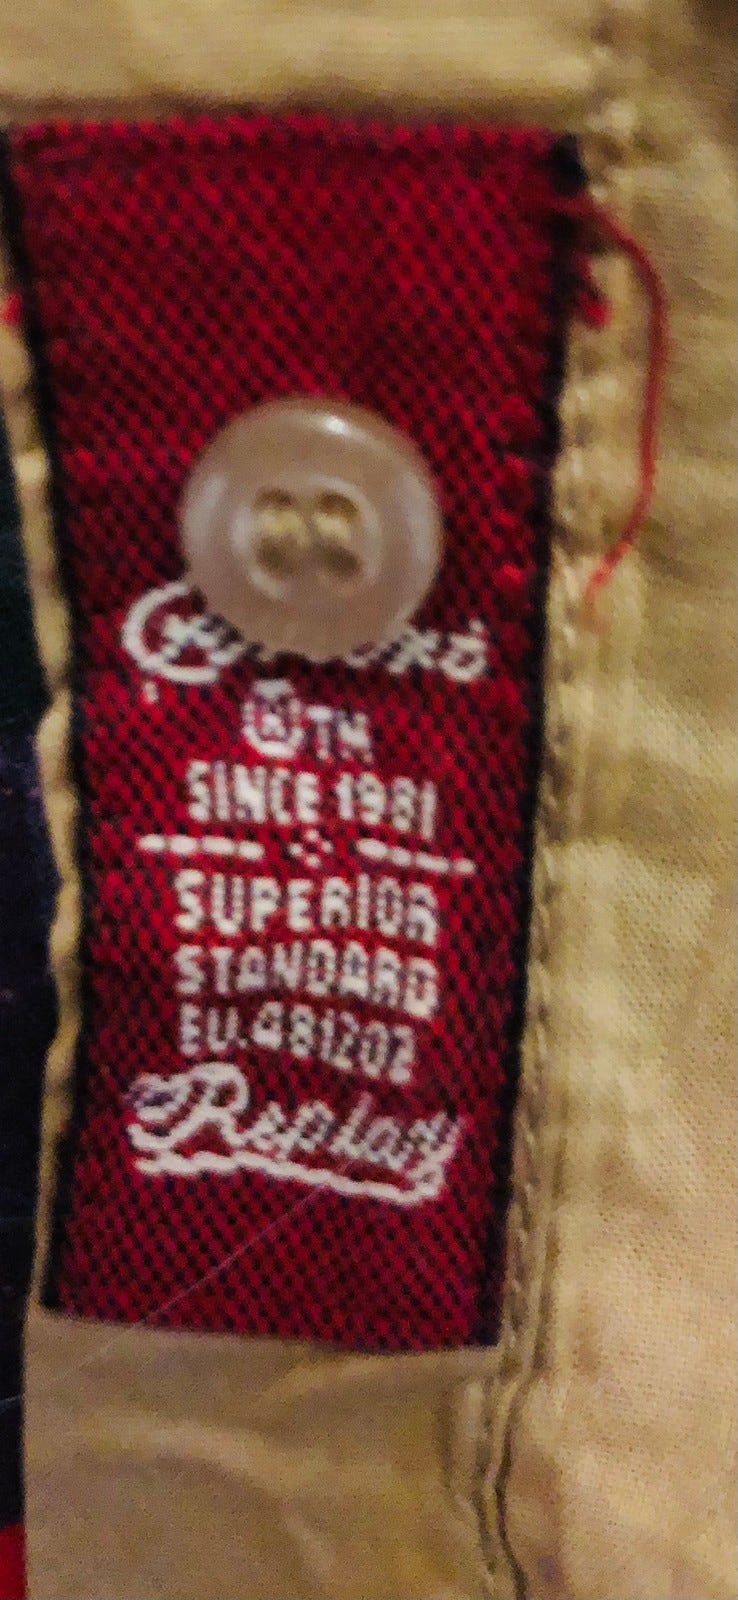 ® TM
SINCE 1981
SUPERIOR
STANDARD
EU.481202
Replay